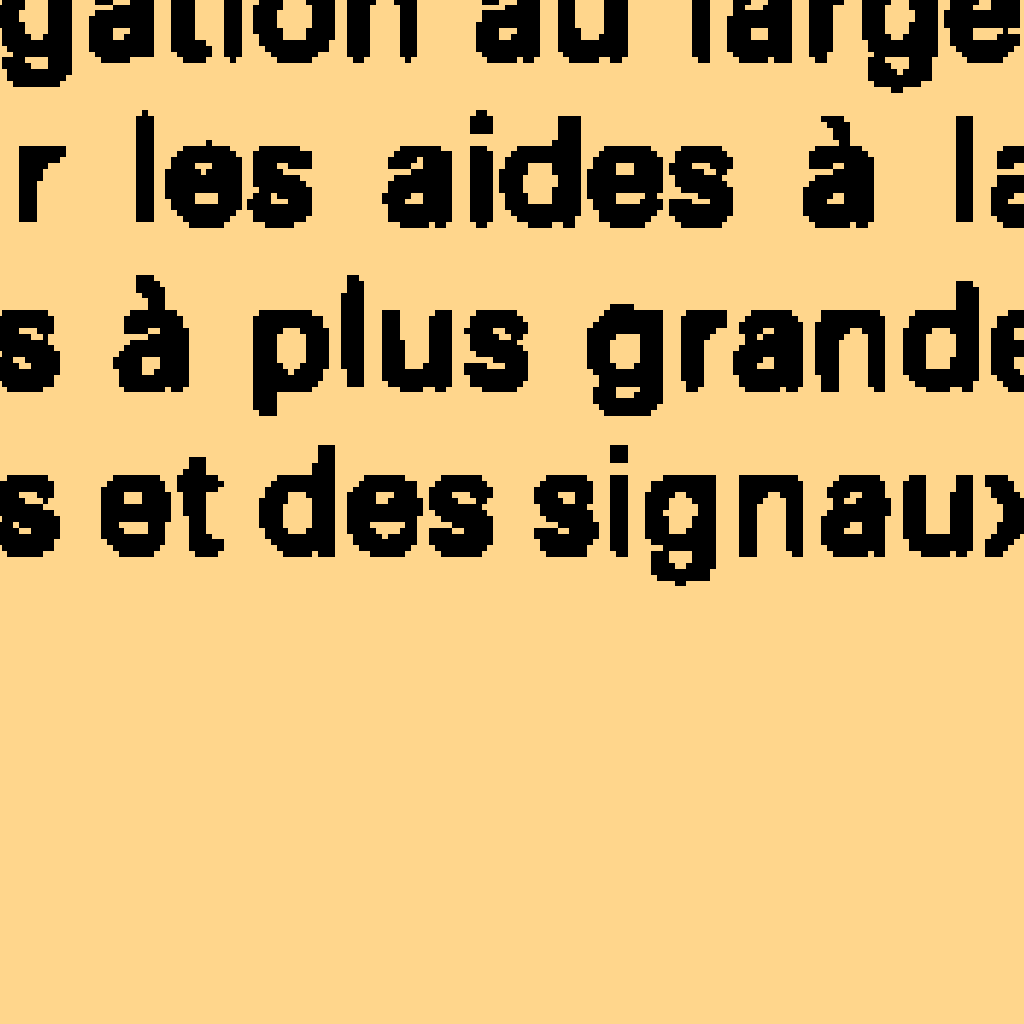 gation au large
r les aides à la
s à plus grande
s et des signaux